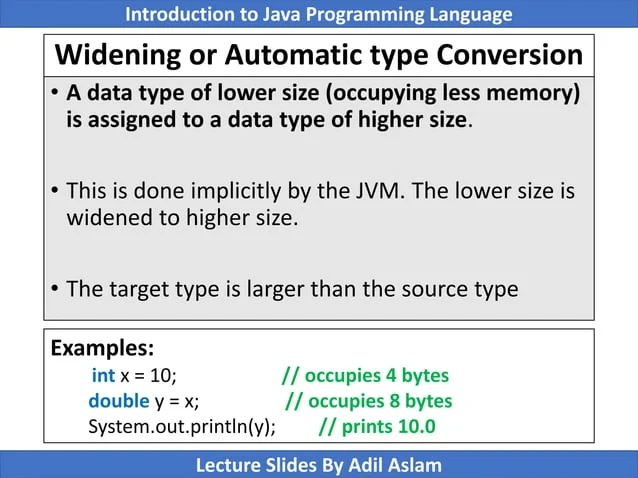 Introduction to Java Programming Language
Widening or Automatic type Conversion
• A data type of lower size (occupying less memory)
is assigned to a data type of higher size.
• This is done implicitly by the JVM. The lower size is
widened to higher size.
• The target type is larger than the source type
Examples:
int x = 10; // occupies 4 bytes
double y = x; // occupies 8 bytes
System.out.println(y); // prints 10.0
Lecture Slides By Adil Aslam